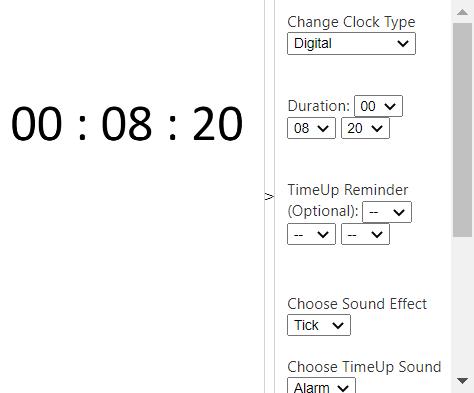 00 : 08 : 20
>
Change Clock Type
Digital
Duration: 00
08 20
TimeUp Reminder
(Optional): --
-- --
Choose Sound Effect
Tick
Choose TimeUp Sound
Alarm